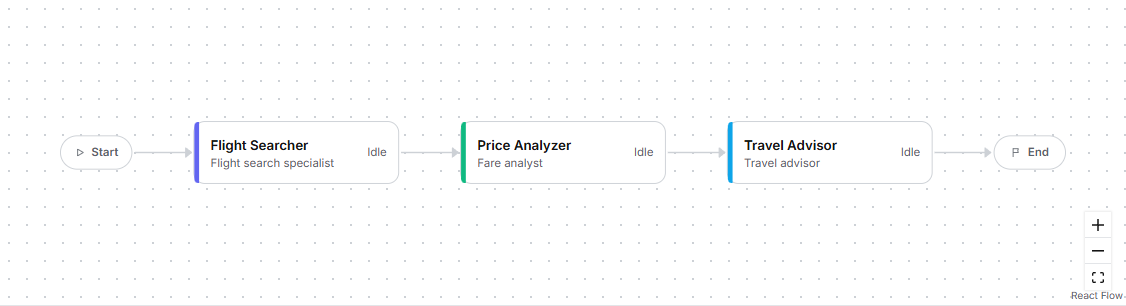 Start
Flight Searcher
Flight search specialist
Idle
Price Analyzer
Fare analyst
Idle
Travel Advisor
Travel advisor
Idle
End
React Flow